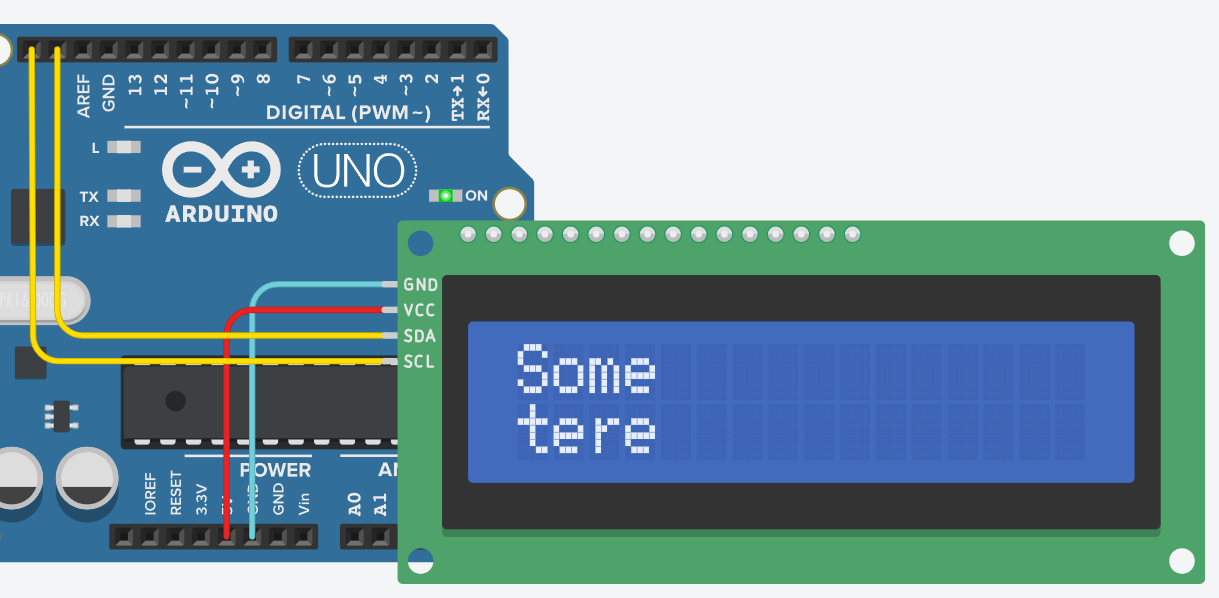 AREF
GND
13
12
~11
~10
~9
8
7
~6
~5
4
~3
2
TX→1
RX←0
DIGITAL (PWM~)
L
TX
RX
UNO
ON
ARDUINO
GND
VCC
SDA
SCL
Some
tere
POWER
IOREF
RESET
3.3V
GND
Vin
A0
A1